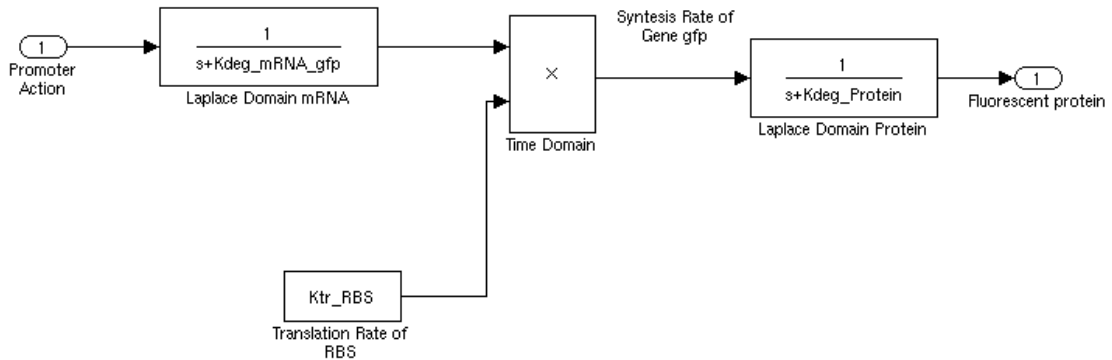 1
Promoter
Action
1
s+Kdeg_mRNA_gfp
Laplace Domain mRNA
×
Time Domain
Syntesis Rate of
Gene gfp
1
s+Kdeg_Protein
Laplace Domain Protein
1
Fluorescent protein
Ktr_RBS
Translation Rate of
RBS